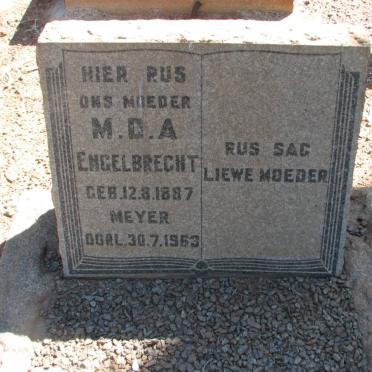 HIER RUS
ONS MOEDER
M.D.A
ENGELBRECHT
GEB.12.8.1887
MEYER
OORL.30.7.1963
RUS SAG
LIEWE MOEDER